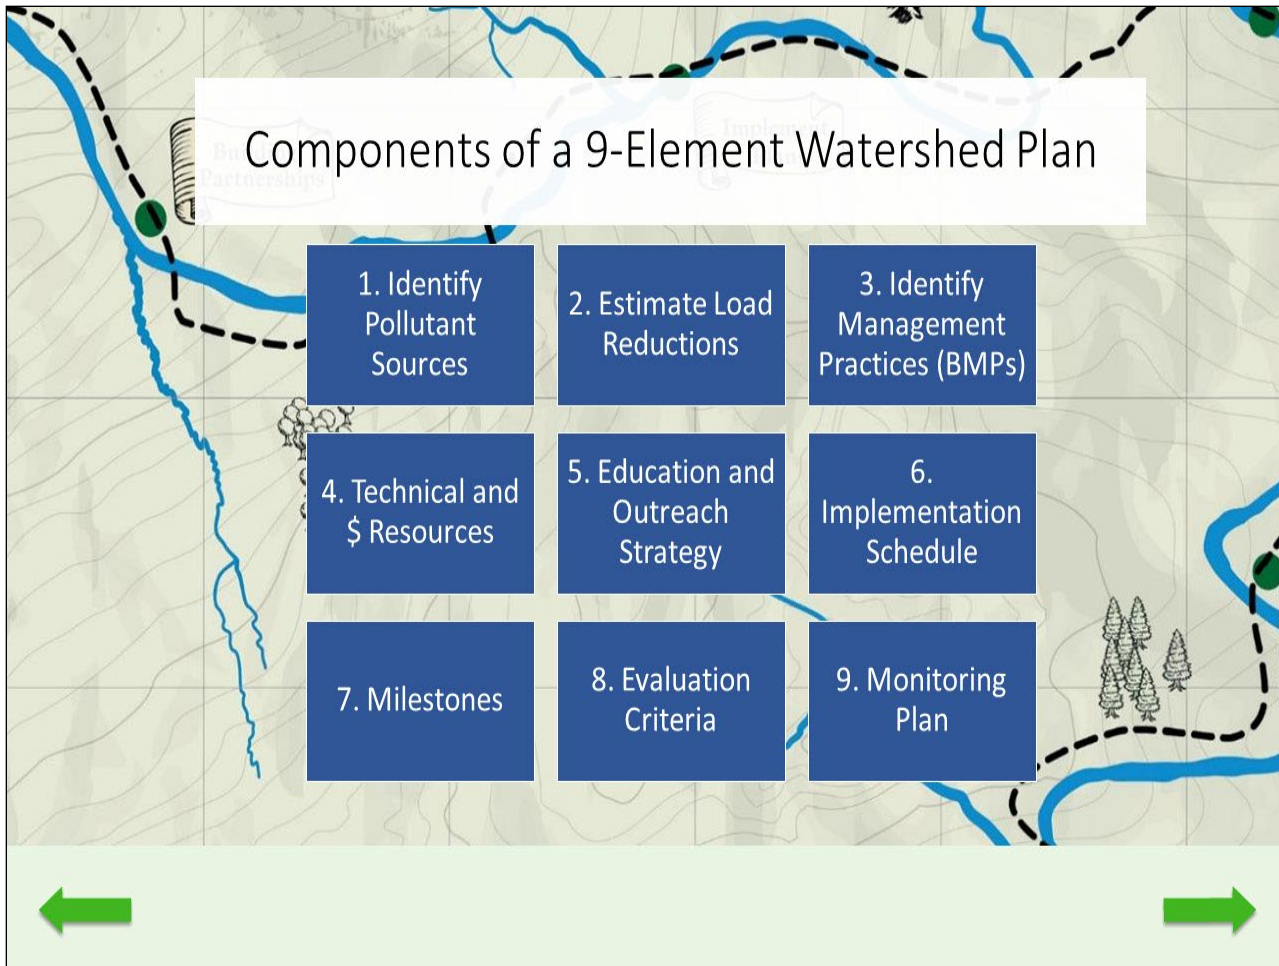 Components of a 9-Element Watershed Plan
Partnerships
Implement
1. Identify
Pollutant
Sources
2. Estimate Load
Reductions
3. Identify
Management
Practices (BMPs)
4. Technical and
$ Resources
5. Education and
Outreach
Strategy
6.
Implementation
Schedule
7. Milestones
8. Evaluation
Criteria
9. Monitoring
Plan